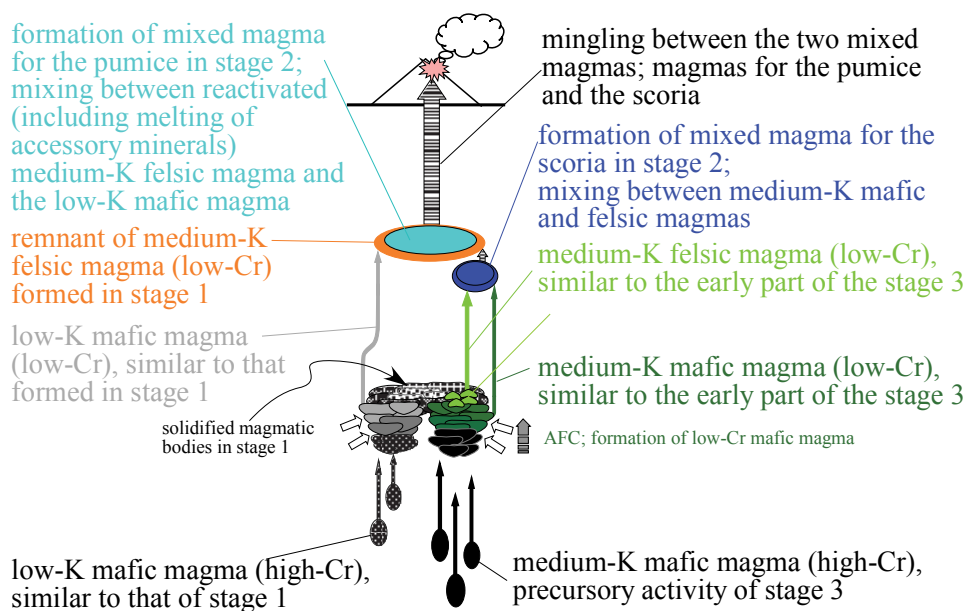 formation of mixed magma
for the pumice in stage 2;
mixing between reactivated
(including melting of
accessory minerals)
medium-K felsic magma and
the low-K mafic magma
mingling between the two mixed
magmas; magmas for the pumice
and the scoria
formation of mixed magma for the
scoria in stage 2;
mixing between medium-K mafic
and felsic magmas
remnant of medium-K
felsic magma (low-Cr)
formed in stage 1
medium-K felsic magma (low-Cr),
similar to the early part of the stage 3
low-K mafic magma
(low-Cr), similar to that
formed in stage 1
medium-K mafic magma (low-Cr),
similar to the early part of the stage 3
solidified magmatic
bodies in stage 1
AFC; formation of low-Cr mafic magma
low-K mafic magma (high-Cr),
similar to that of stage 1
medium-K mafic magma (high-Cr),
precursory activity of stage 3